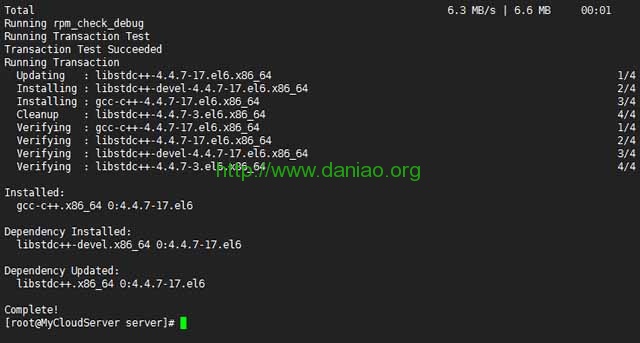 Total 6.3 MB/s | 6.6 MB 00:01
Running rpm_check_debug
Running Transaction Test
Transaction Test Succeeded
Running Transaction
Updating : libstdc++-4.4.7-17.el6.x86_64 1/4
Installing : libstdc++-devel-4.4.7-17.el6.x86_64 2/4
Installing : gcc-c++-4.4.7-17.el6.x86_64 3/4
Cleanup : libstdc++-4.4.7-3.el6.x86_64 4/4
Verifying : gcc-c++-4.4.7-17.el6.x86_64 1/4
Verifying : libstdc++-4.4.7-17.el6.x86_64 2/4
Verifying : libstdc++-devel-4.4.7-17.el6.x86_64 3/4
Verifying : libstdc++-4.4.7-3.el6.x86_64 4/4
http://www.daniao.org
Installed:
gcc-c++.x86_64 0:4.4.7-17.el6
Dependency Installed:
libstdc++-devel.x86_64 0:4.4.7-17.el6
Dependency Updated:
libstdc++.x86_64 0:4.4.7-17.el6
Complete!
[root@MyCloudServer server]#